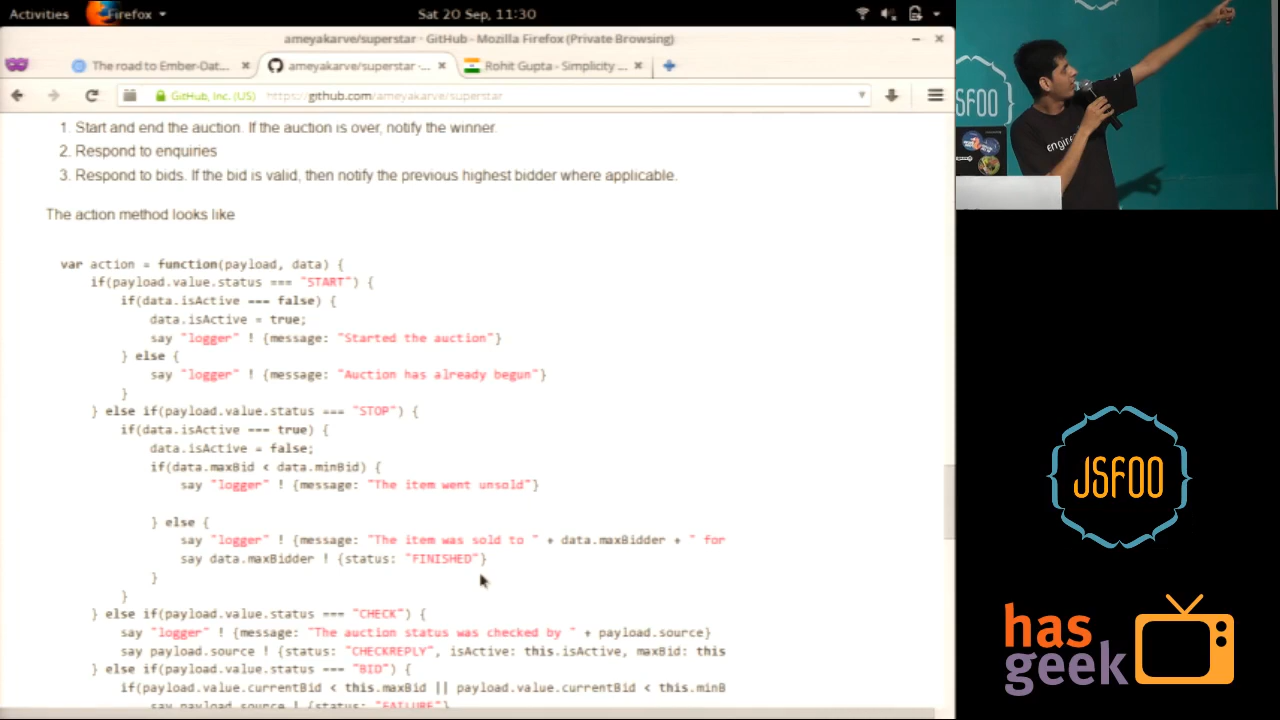 Activities Firefox Sat 20 Sep, 11:30
ameyakarve/superstar · GitHub - Mozilla Firefox (Private Browsing)
The road to Ember-Dat... ameyakarve/superstar ·... Rohit Gupta - Simplicity ...
GitHub, Inc. (US) https://github.com/ameyakarve/superstar
1. Start and end the auction. If the auction is over, notify the winner.
2. Respond to enquiries
3. Respond to bids. If the bid is valid, then notify the previous highest bidder where applicable.
The action method looks like
var action = function(payload, data) {
if(payload.value.status === "START") {
if(data.isActive === false) {
data.isActive = true;
say "logger" ! {message: "Started the auction"}
} else {
say "logger" ! {message: "Auction has already begun"}
}
} else if(payload.value.status === "STOP") {
if(data.isActive === true) {
data.isActive = false;
if(data.maxBid < data.minBid) {
say "logger" ! {message: "The item went unsold"}
} else {
say "logger" ! {message: "The item was sold to " + data.maxBidder + " for
say data.maxBidder ! {status: "FINISHED"}
}
}
} else if(payload.value.status === "CHECK") {
say "logger" ! {message: "The auction status was checked by " + payload.source}
say payload.source ! {status: "CHECKREPLY", isActive: this.isActive, maxBid: this
} else if(payload.value.status === "BID") {
if(payload.value.currentBid < this.maxBid || payload.value.currentBid < this.minB
say payload.source ! {status: "FAILURE"}
SFOO
engine
JSFOO
has
geek